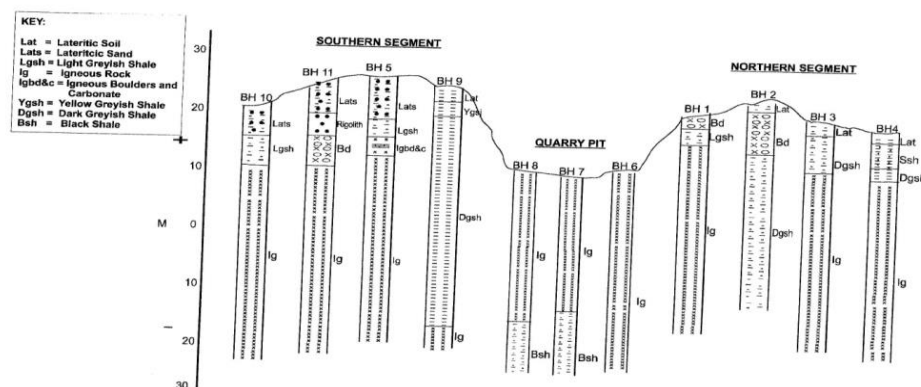 KEY:
Lat = Lateritic Soil
Lats = Lateritcic Sand
Lgsh = Light Greyish Shale
Ig = Igneous Rock
Igbd&c = Igneous Boulders and
Carbonate
Ygsh = Yellow Greyish Shale
Dgsh = Dark Greyish Shale
Bsh = Black Shale
SOUTHERN SEGMENT
NORTHERN SEGMENT
QUARRY PIT
30
20
10
M 0
10
20
30
BH 10
Lats
Lgsh
Ig
BH 11
Lats
Rigolith
Bd
Ig
BH 5
Lats
Lgsh
Igbd&c
Ig
BH 9
Lat
Ygsl
Dgsh
Ig
BH 8
Ig
Bsh
BH 7
Ig
Bsh
BH 6
Ig
BH 1
Bd
Lgsh
Ig
BH 2
Lat
Bd
Dgsh
BH 3
Lat
Dgsh
Ig
BH4
Lat
Ssh
Dgsl
Ig